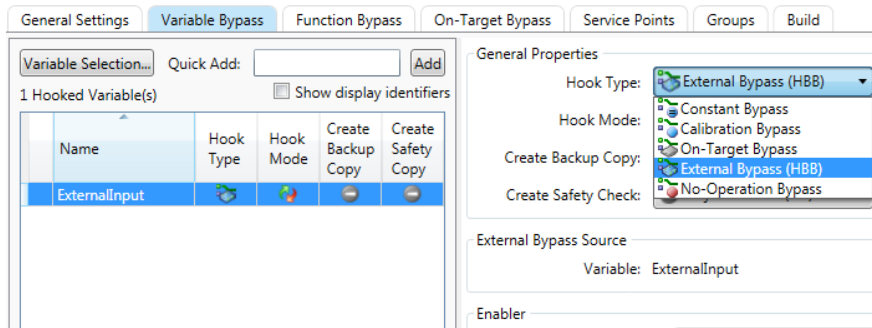 General Settings
Variable Bypass
Function Bypass
On-Target Bypass
Service Points
Groups
Build
Variable Selection...
Quick Add:
Add
1 Hooked Variable(s)
Show display identifiers
Name
Hook Type
Hook Mode
Create Backup Copy
Create Safety Copy
ExternalInput
General Properties
Hook Type:
External Bypass (HBB)
Constant Bypass
Calibration Bypass
On-Target Bypass
External Bypass (HBB)
No-Operation Bypass
Hook Mode:
Create Backup Copy:
Create Safety Check:
External Bypass Source
Variable: ExternalInput
Enabler